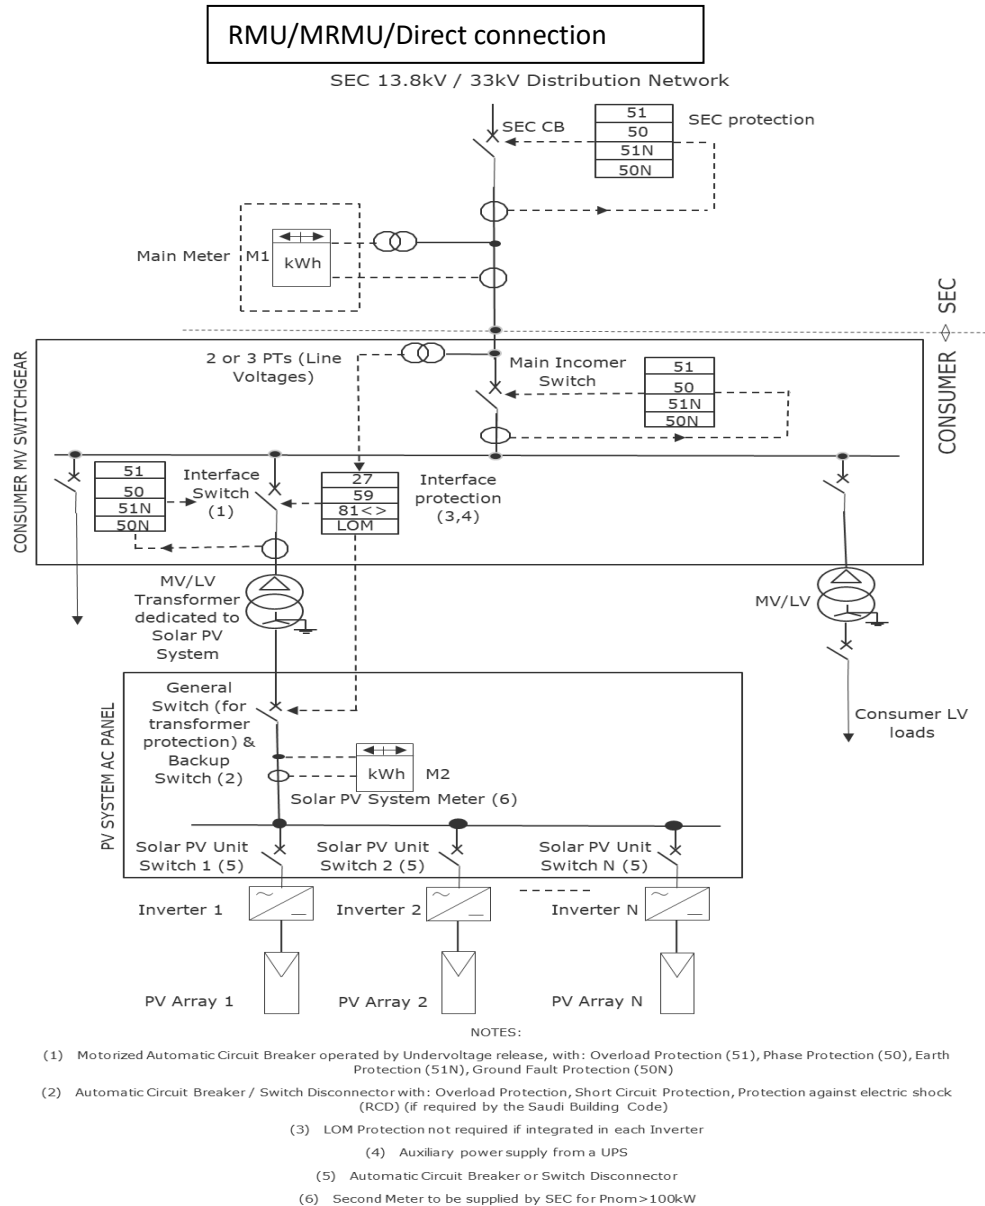 RMU/MRMU/Direct connection
SEC 13.8kV / 33kV Distribution Network
SEC CB
51
50
51N
50N
SEC protection
Main Meter
M1
kWh
SEC
CONSUMER
CONSUMER MV SWITCHGEAR
2 or 3 PTs (Line
Voltages)
Main Incomer
Switch
51
50
51N
50N
51
50
51N
50N
Interface
Switch
(1)
27
59
81<>
LOM
Interface
protection
(3,4)
MV/LV
Transformer
dedicated to
Solar PV
System
MV/LV
PV SYSTEM AC PANEL
General
Switch (for
transformer
protection) &
Backup
Switch (2)
kWh
M2
Solar PV System Meter (6)
Consumer LV
loads
Solar PV Unit
Switch 1 (5)
Solar PV Unit
Switch 2 (5)
Solar PV Unit
Switch N (5)
Inverter 1
Inverter 2
Inverter N
PV Array 1
PV Array 2
PV Array N
NOTES:
(1) Motorized Automatic Circuit Breaker operated by Undervoltage release, with: Overload Protection (51), Phase Protection (50), Earth
Protection (51N), Ground Fault Protection (50N)
(2) Automatic Circuit Breaker / Switch Disconnector with: Overload Protection, Short Circuit Protection, Protection against electric shock
(RCD) (if required by the Saudi Building Code)
(3) LOM Protection not required if integrated in each Inverter
(4) Auxiliary power supply from a UPS
(5) Automatic Circuit Breaker or Switch Disconnector
(6) Second Meter to be supplied by SEC for Pnom>100kW